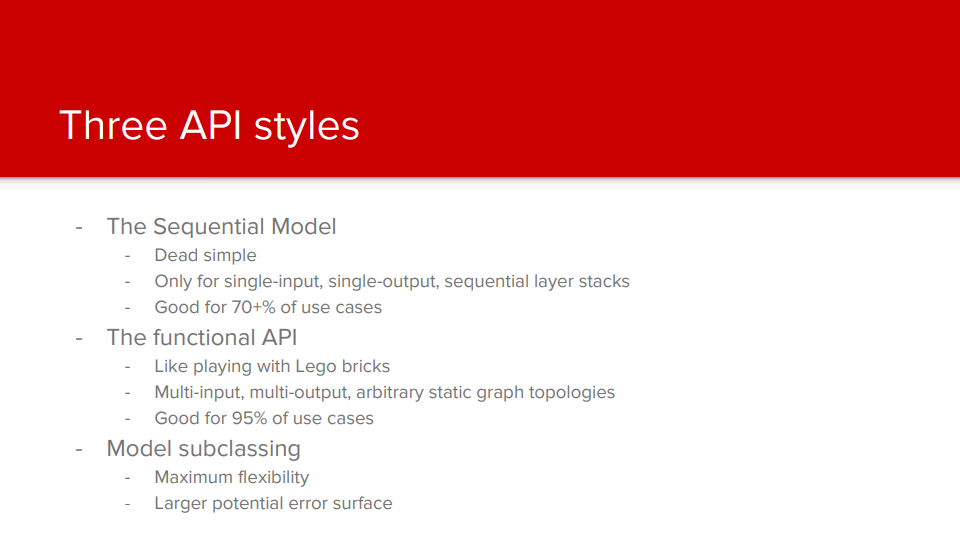 Three API styles
- The Sequential Model
- Dead simple
- Only for single-input, single-output, sequential layer stacks
- Good for 70+% of use cases
- The functional API
- Like playing with Lego bricks
- Multi-input, multi-output, arbitrary static graph topologies
- Good for 95% of use cases
- Model subclassing
- Maximum flexibility
- Larger potential error surface